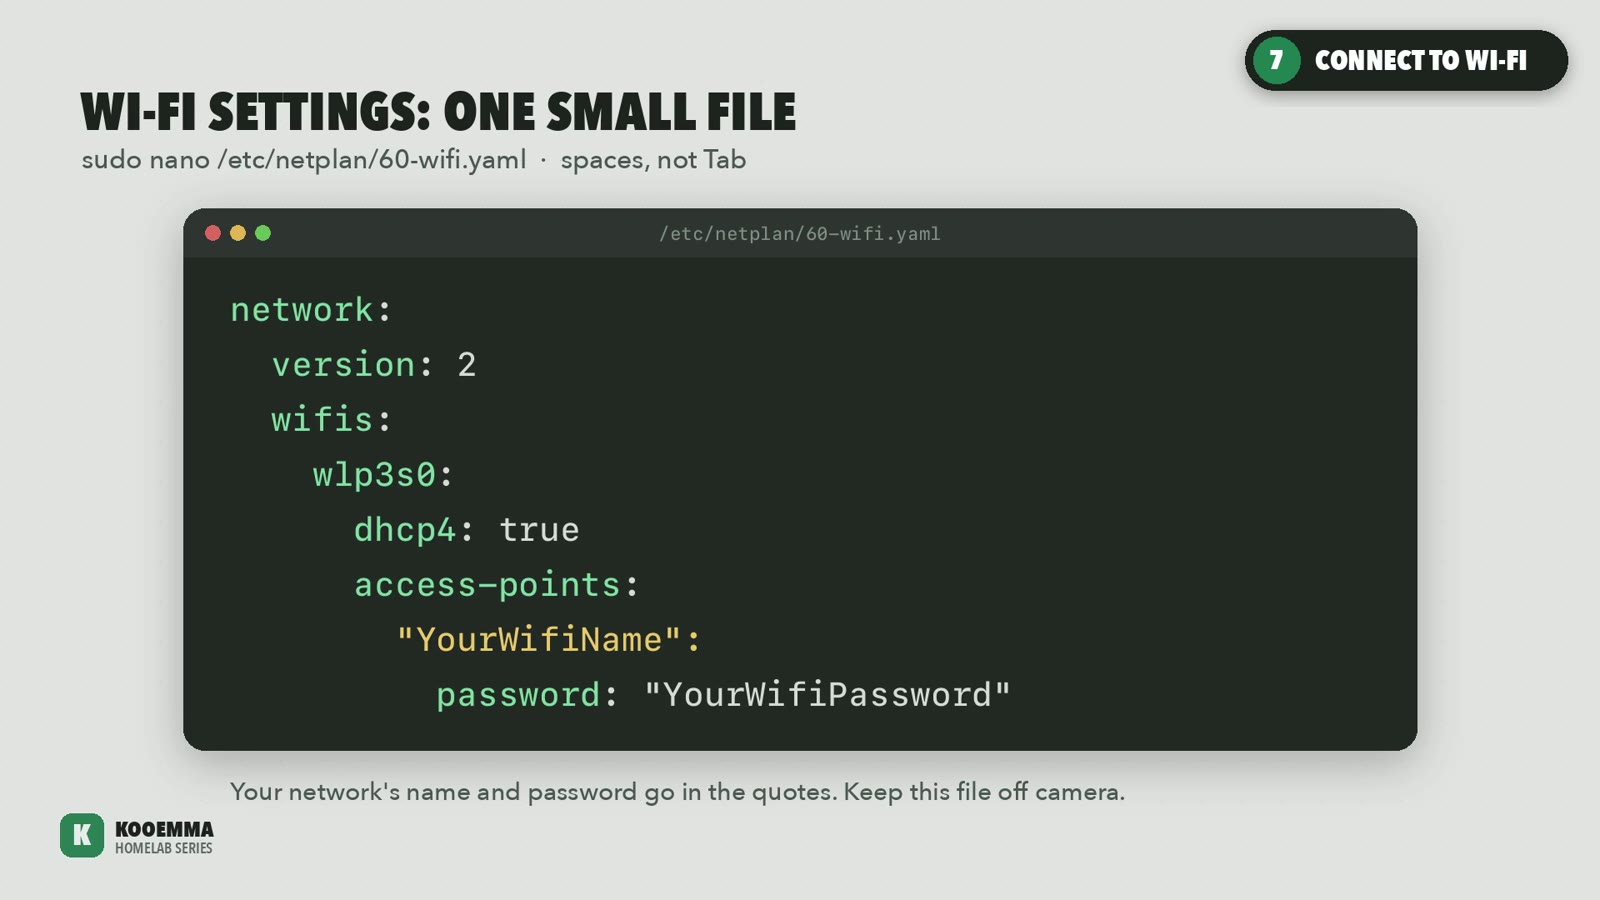 7 CONNECT TO WI-FI
WI-FI SETTINGS: ONE SMALL FILE
sudo nano /etc/netplan/60-wifi.yaml · spaces, not Tab
/etc/netplan/60-wifi.yaml
network:
  version: 2
  wifis:
    wlp3s0:
      dhcp4: true
      access-points:
        "YourWifiName":
          password: "YourWifiPassword"
Your network's name and password go in the quotes. Keep this file off camera.
K KOOEMMA
HOMELAB SERIES